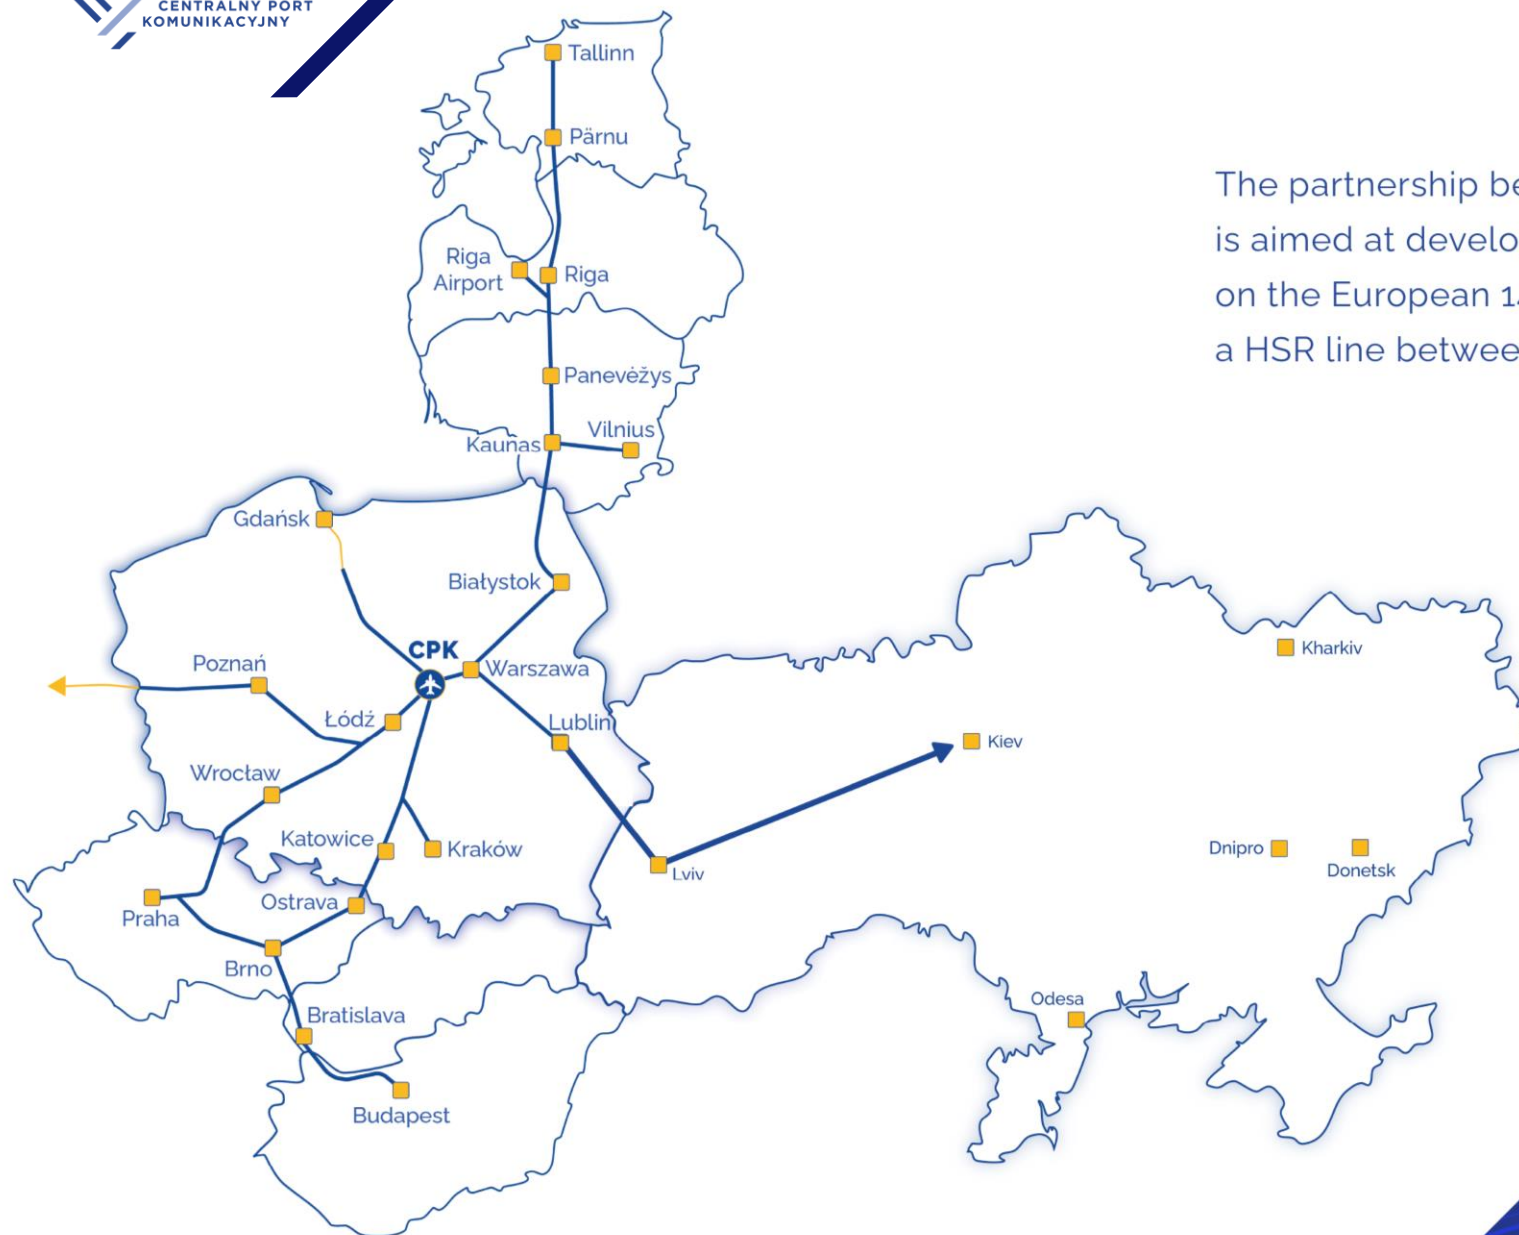 CENTRALNY PORT
KOMUNIKACYJNY
Tallinn
Pärnu
The partnership be
is aimed at develo
on the European 1
a HSR line betwee
Riga
Airport
Riga
Panevėžys
Vilnius
Kaunas
Gdańsk
Białystok
CPK
Warszawa
Poznań
Kharkiv
Łódź
Lublin
Kiev
Wrocław
Katowice
Kraków
Dnipro
Donetsk
Lviv
Ostrava
Praha
Brno
Odesa
Bratislava
Budapest